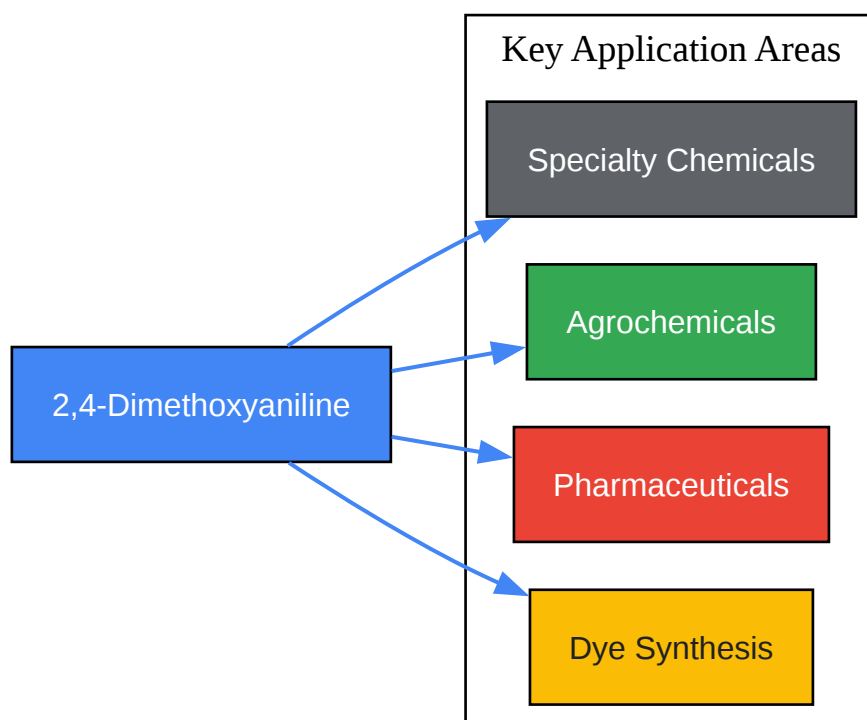 Key Application Areas
Specialty Chemicals
Agrochemicals
2,4-Dimethoxyaniline
Pharmaceuticals
Dye Synthesis